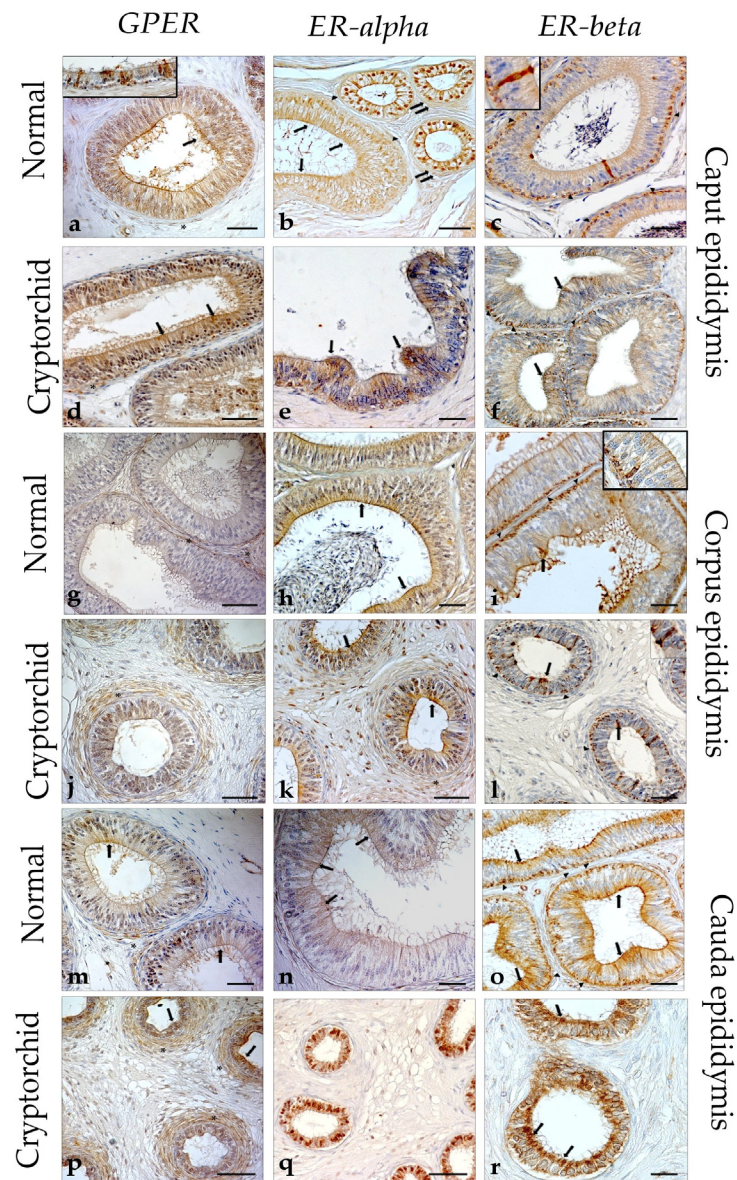 GPER ER-alpha ER-beta
Normal
a b c
Cryptorchid
d e f
Caput epididymis
Normal
g h i
Cryptorchid
j k l
Corpus epididymis
Normal
m n o
Cryptorchid
p q r
Cauda epididymis